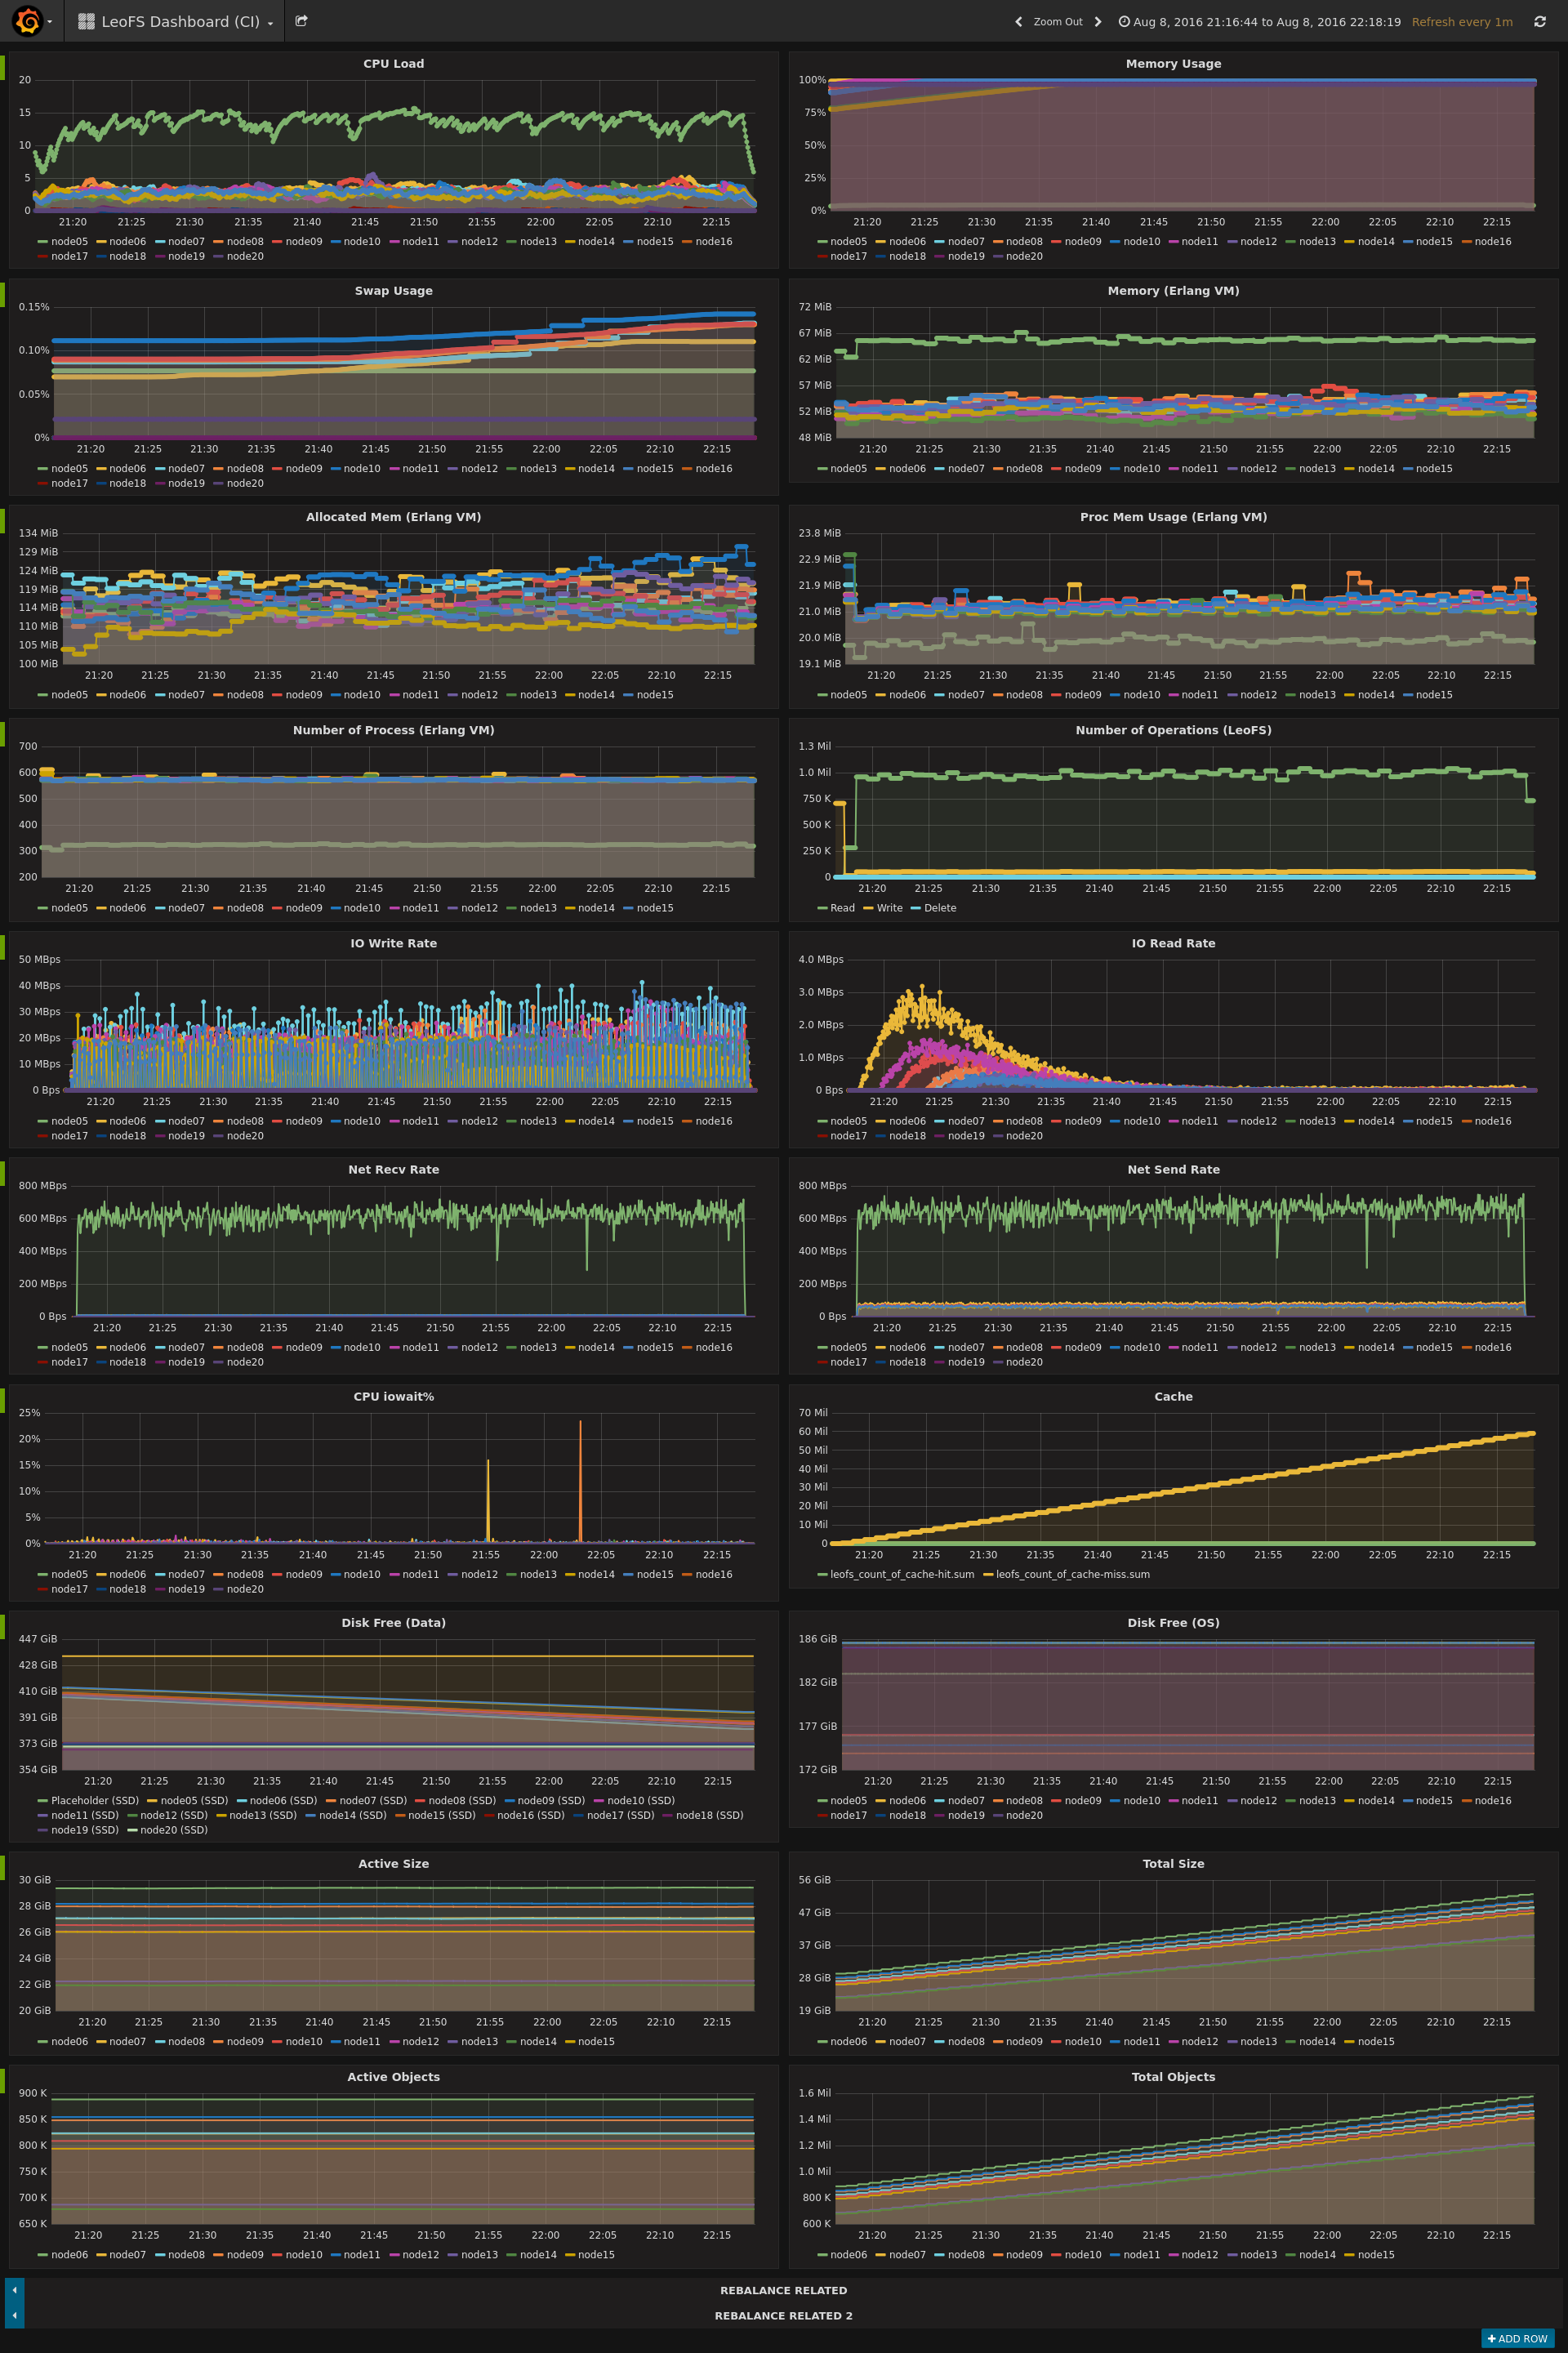 LeoFS Dashboard (CI)
Zoom Out
Aug 8, 2016 21:16:44 to Aug 8, 2016 22:18:19
Refresh every 1m
CPU Load
20
15
10
5
0
21:20 21:25 21:30 21:35 21:40 21:45 21:50 21:55 22:00 22:05 22:10 22:15
node05 node06 node07 node08 node09 node10 node11 node12 node13 node14 node15 node16
node17 node18 node19 node20
Memory Usage
100%
75%
50%
25%
0%
21:20 21:25 21:30 21:35 21:40 21:45 21:50 21:55 22:00 22:05 22:10 22:15
node05 node06 node07 node08 node09 node10 node11 node12 node13 node14 node15 node16
node17 node18 node19 node20
Swap Usage
0.15%
0.10%
0.05%
0%
21:20 21:25 21:30 21:35 21:40 21:45 21:50 21:55 22:00 22:05 22:10 22:15
node05 node06 node07 node08 node09 node10 node11 node12 node13 node14 node15 node16
node17 node18 node19 node20
Memory (Erlang VM)
72 MiB
67 MiB
62 MiB
57 MiB
52 MiB
48 MiB
21:20 21:25 21:30 21:35 21:40 21:45 21:50 21:55 22:00 22:05 22:10 22:15
node05 node06 node07 node08 node09 node10 node11 node12 node13 node14 node15
Allocated Mem (Erlang VM)
134 MiB
129 MiB
124 MiB
119 MiB
114 MiB
110 MiB
105 MiB
100 MiB
21:20 21:25 21:30 21:35 21:40 21:45 21:50 21:55 22:00 22:05 22:10 22:15
node05 node06 node07 node08 node09 node10 node11 node12 node13 node14 node15
Proc Mem Usage (Erlang VM)
23.8 MiB
22.9 MiB
21.9 MiB
21.0 MiB
20.0 MiB
19.1 MiB
21:20 21:25 21:30 21:35 21:40 21:45 21:50 21:55 22:00 22:05 22:10 22:15
node05 node06 node07 node08 node09 node10 node11 node12 node13 node14 node15
Number of Process (Erlang VM)
700
600
500
400
300
200
21:20 21:25 21:30 21:35 21:40 21:45 21:50 21:55 22:00 22:05 22:10 22:15
node05 node06 node07 node08 node09 node10 node11 node12 node13 node14 node15
Number of Operations (LeoFS)
1.3 Mil
1.0 Mil
750 K
500 K
250 K
0
21:20 21:25 21:30 21:35 21:40 21:45 21:50 21:55 22:00 22:05 22:10 22:15
Read Write Delete
IO Write Rate
50 MBps
40 MBps
30 MBps
20 MBps
10 MBps
0 Bps
21:20 21:25 21:30 21:35 21:40 21:45 21:50 21:55 22:00 22:05 22:10 22:15
node05 node06 node07 node08 node09 node10 node11 node12 node13 node14 node15 node16
node17 node18 node19 node20
IO Read Rate
4.0 MBps
3.0 MBps
2.0 MBps
1.0 MBps
0 Bps
21:20 21:25 21:30 21:35 21:40 21:45 21:50 21:55 22:00 22:05 22:10 22:15
node05 node06 node07 node08 node09 node10 node11 node12 node13 node14 node15 node16
node17 node18 node19 node20
Net Recv Rate
800 MBps
600 MBps
400 MBps
200 MBps
0 Bps
21:20 21:25 21:30 21:35 21:40 21:45 21:50 21:55 22:00 22:05 22:10 22:15
node05 node06 node07 node08 node09 node10 node11 node12 node13 node14 node15 node16
node17 node18 node19 node20
Net Send Rate
800 MBps
600 MBps
400 MBps
200 MBps
0 Bps
21:20 21:25 21:30 21:35 21:40 21:45 21:50 21:55 22:00 22:05 22:10 22:15
node05 node06 node07 node08 node09 node10 node11 node12 node13 node14 node15 node16
node17 node18 node19 node20
CPU iowait%
25%
20%
15%
10%
5%
0%
21:20 21:25 21:30 21:35 21:40 21:45 21:50 21:55 22:00 22:05 22:10 22:15
node05 node06 node07 node08 node09 node10 node11 node12 node13 node14 node15 node16
node17 node18 node19 node20
Cache
70 Mil
60 Mil
50 Mil
40 Mil
30 Mil
20 Mil
10 Mil
0
21:20 21:25 21:30 21:35 21:40 21:45 21:50 21:55 22:00 22:05 22:10 22:15
leofs_count_of_cache-hit.sum leofs_count_of_cache-miss.sum
Disk Free (Data)
447 GiB
428 GiB
410 GiB
391 GiB
373 GiB
354 GiB
21:20 21:25 21:30 21:35 21:40 21:45 21:50 21:55 22:00 22:05 22:10 22:15
Placeholder (SSD) node05 (SSD) node06 (SSD) node07 (SSD) node08 (SSD) node09 (SSD) node10 (SSD)
node11 (SSD) node12 (SSD) node13 (SSD) node14 (SSD) node15 (SSD) node16 (SSD) node17 (SSD) node18 (SSD)
node19 (SSD) node20 (SSD)
Disk Free (OS)
186 GiB
182 GiB
177 GiB
172 GiB
21:20 21:25 21:30 21:35 21:40 21:45 21:50 21:55 22:00 22:05 22:10 22:15
node05 node06 node07 node08 node09 node10 node11 node12 node13 node14 node15 node16
node17 node18 node19 node20
Active Size
30 GiB
28 GiB
26 GiB
24 GiB
22 GiB
20 GiB
21:20 21:25 21:30 21:35 21:40 21:45 21:50 21:55 22:00 22:05 22:10 22:15
node06 node07 node08 node09 node10 node11 node12 node13 node14 node15
Total Size
56 GiB
47 GiB
37 GiB
28 GiB
19 GiB
21:20 21:25 21:30 21:35 21:40 21:45 21:50 21:55 22:00 22:05 22:10 22:15
node06 node07 node08 node09 node10 node11 node12 node13 node14 node15
Active Objects
900 K
850 K
800 K
750 K
700 K
650 K
21:20 21:25 21:30 21:35 21:40 21:45 21:50 21:55 22:00 22:05 22:10 22:15
node06 node07 node08 node09 node10 node11 node12 node13 node14 node15
Total Objects
1.6 Mil
1.4 Mil
1.2 Mil
1.0 Mil
800 K
600 K
21:20 21:25 21:30 21:35 21:40 21:45 21:50 21:55 22:00 22:05 22:10 22:15
node06 node07 node08 node09 node10 node11 node12 node13 node14 node15
REBALANCE RELATED
REBALANCE RELATED 2
ADD ROW